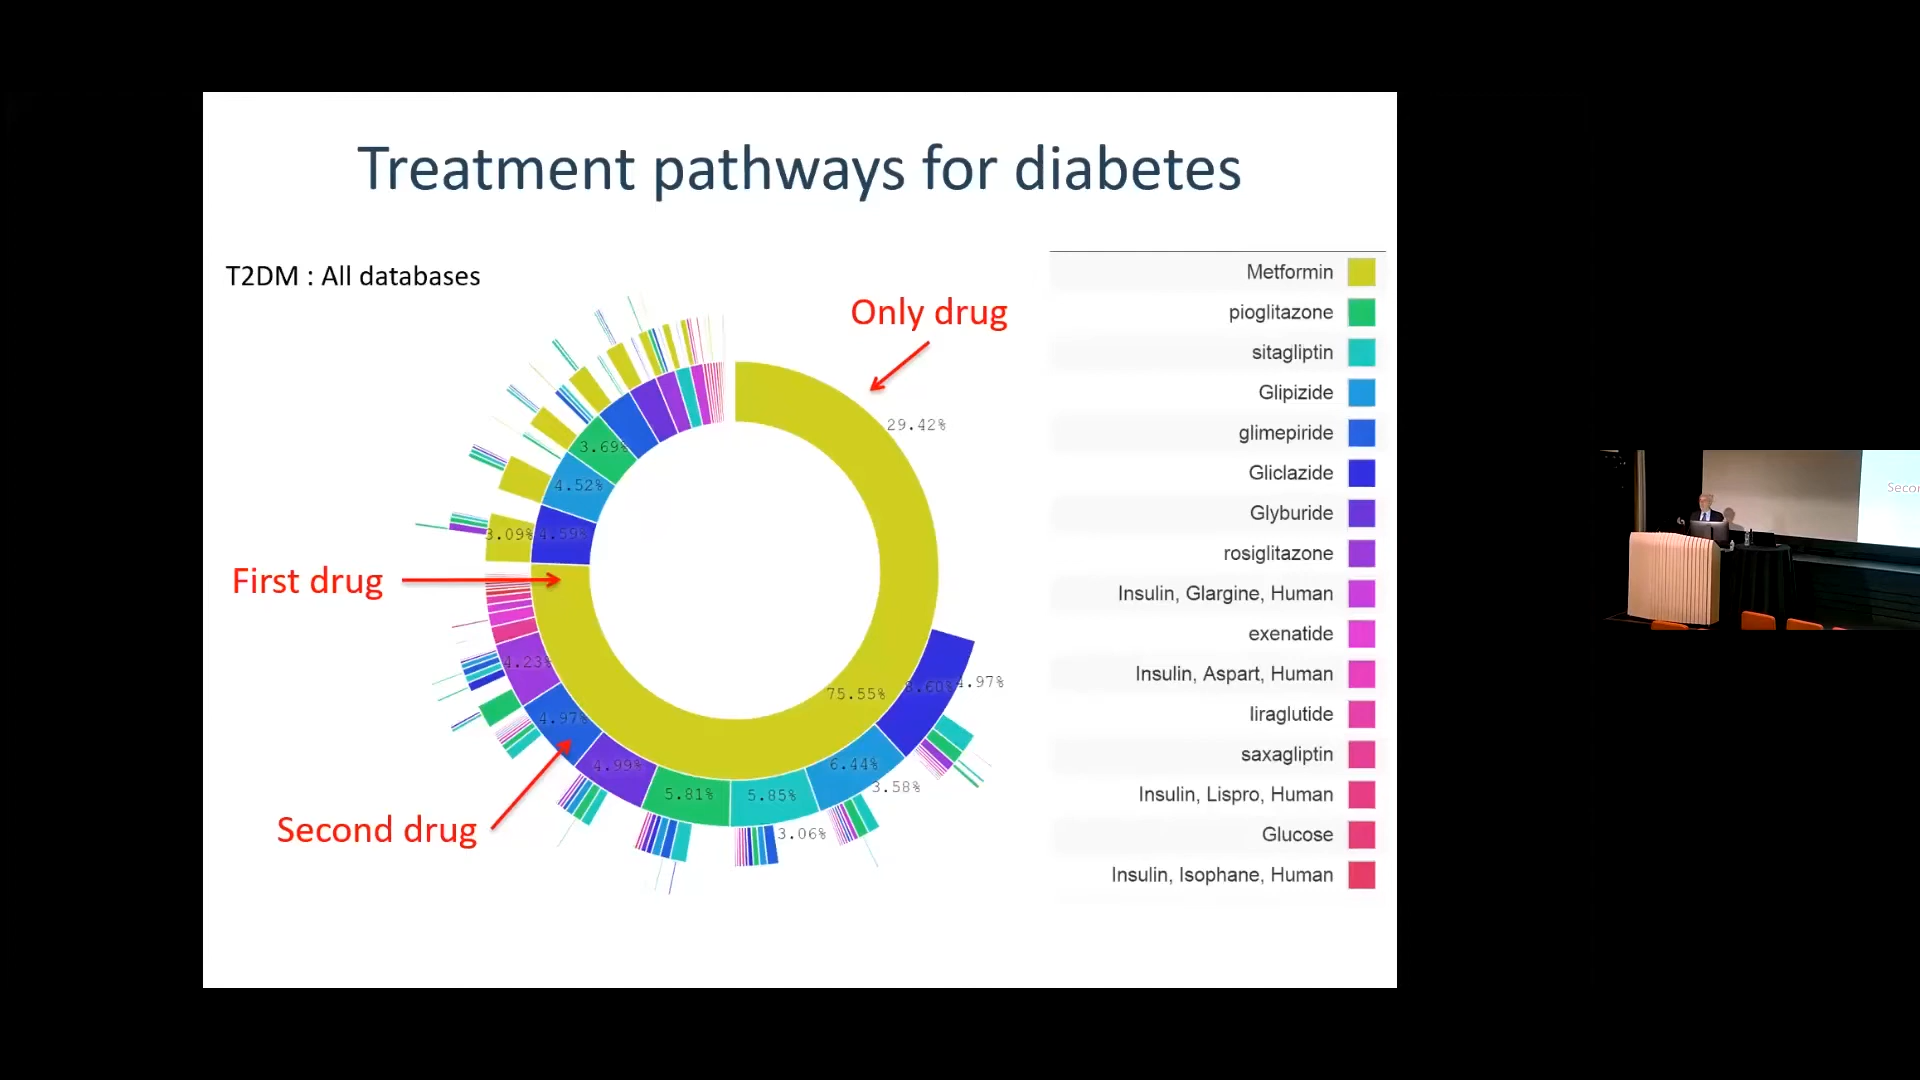 Treatment pathways for diabetes
T2DM : All databases
Only drug
First drug
Second drug
29.42%
75.55%
4.97%
6.44%
3.58%
5.85%
3.06%
5.81%
4.99%
4.97%
4.23%
3.09%
4.59%
4.52%
3.69%
Metformin
pioglitazone
sitagliptin
Glipizide
glimepiride
Gliclazide
Glyburide
rosiglitazone
Insulin, Glargine, Human
exenatide
Insulin, Aspart, Human
liraglutide
saxagliptin
Insulin, Lispro, Human
Glucose
Insulin, Isophane, Human